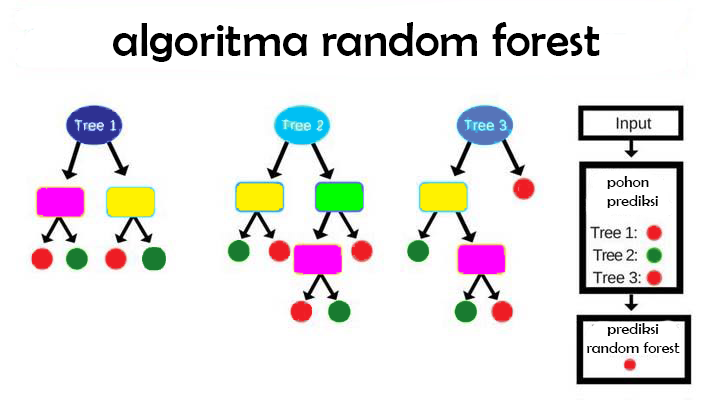 algoritma random forest
Tree 1
Tree 2
Tree 3
Input
pohon
prediksi
Tree 1:
Tree 2:
Tree 3:
prediksi
random forest